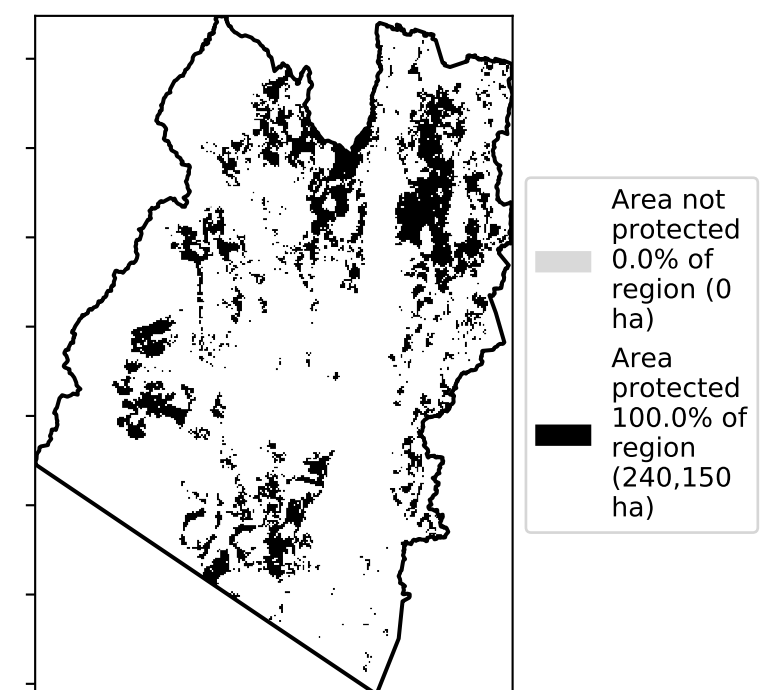 Area not
protected
0.0% of
region (0
ha)
Area
protected
100.0% of
region
(240,150
ha)